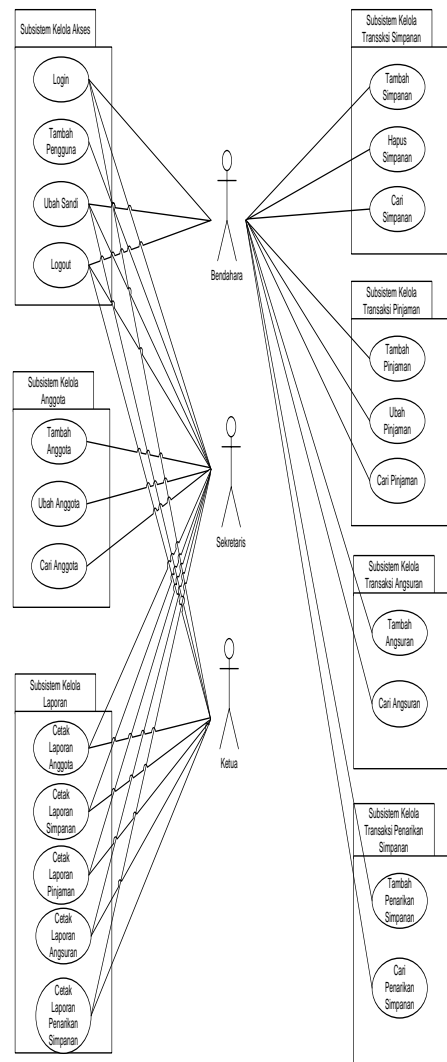 Subsistem Kelola Akses
Login
Tambah
Pengguna
Ubah Sandi
Logout
Subsistem Kelola
Anggota
Tambah
Anggota
Ubah Anggota
Cari Anggota
Subsistem Kelola
Laporan
Cetak
Laporan
Anggota
Cetak
Laporan
Simpanan
Cetak
Laporan
Pinjaman
Cetak
Laporan
Angsuran
Cetak
Laporan
Penarikan
Simpanan
Bendahara
Sekretaris
Ketua
Subsistem Kelola
Transsksi Simpanan
Tambah
Simpanan
Hapus
Simpanan
Cari
Simpanan
Subsistem Kelola
Transaksi Pinjaman
Tambah
Pinjaman
Ubah
Pinjaman
Cari Pinjaman
Subsistem Kelola
Transaksi Angsuran
Tambah
Angsuran
Cari Angsuran
Subsistem Kelola
Transaksi Penarikan
Simpanan
Tambah
Penarikan
Simpanan
Cari
Penarikan
Simpanan